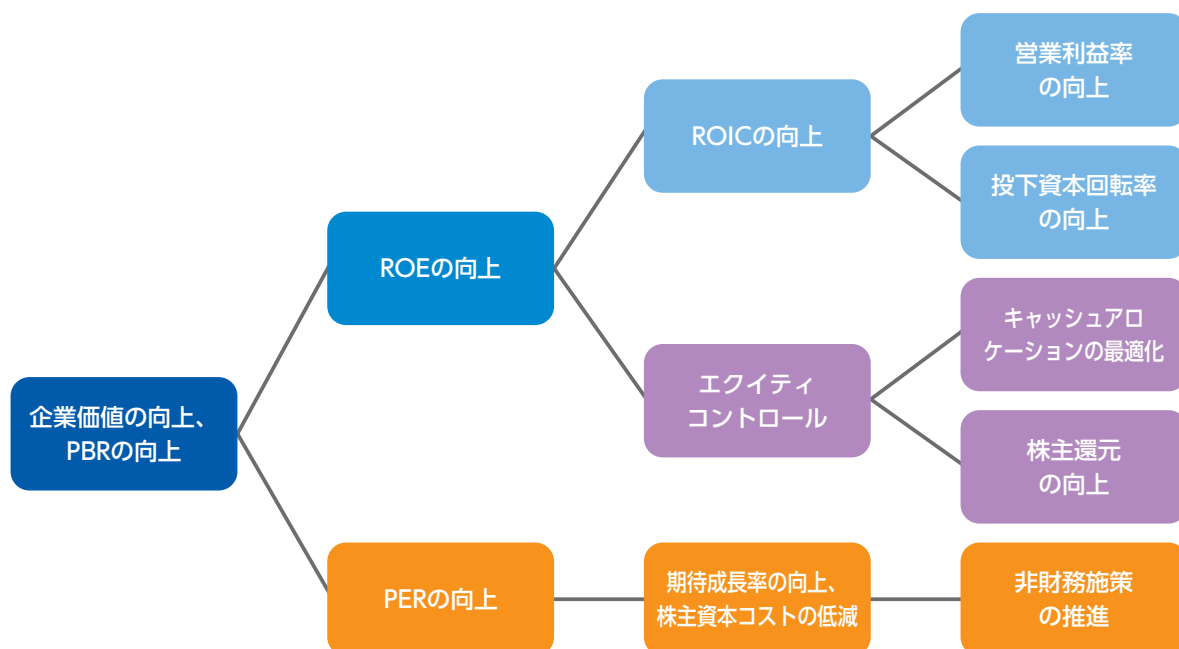 企業価値の向上、
PBRの向上
ROEの向上
PERの向上
ROICの向上
エクイティ
コントロール
期待成長率の向上、
株主資本コストの低減
営業利益率
の向上
投下資本回転率
の向上
キャッシュアロ
ケーションの最適化
株主還元
の向上
非財務施策
の推進